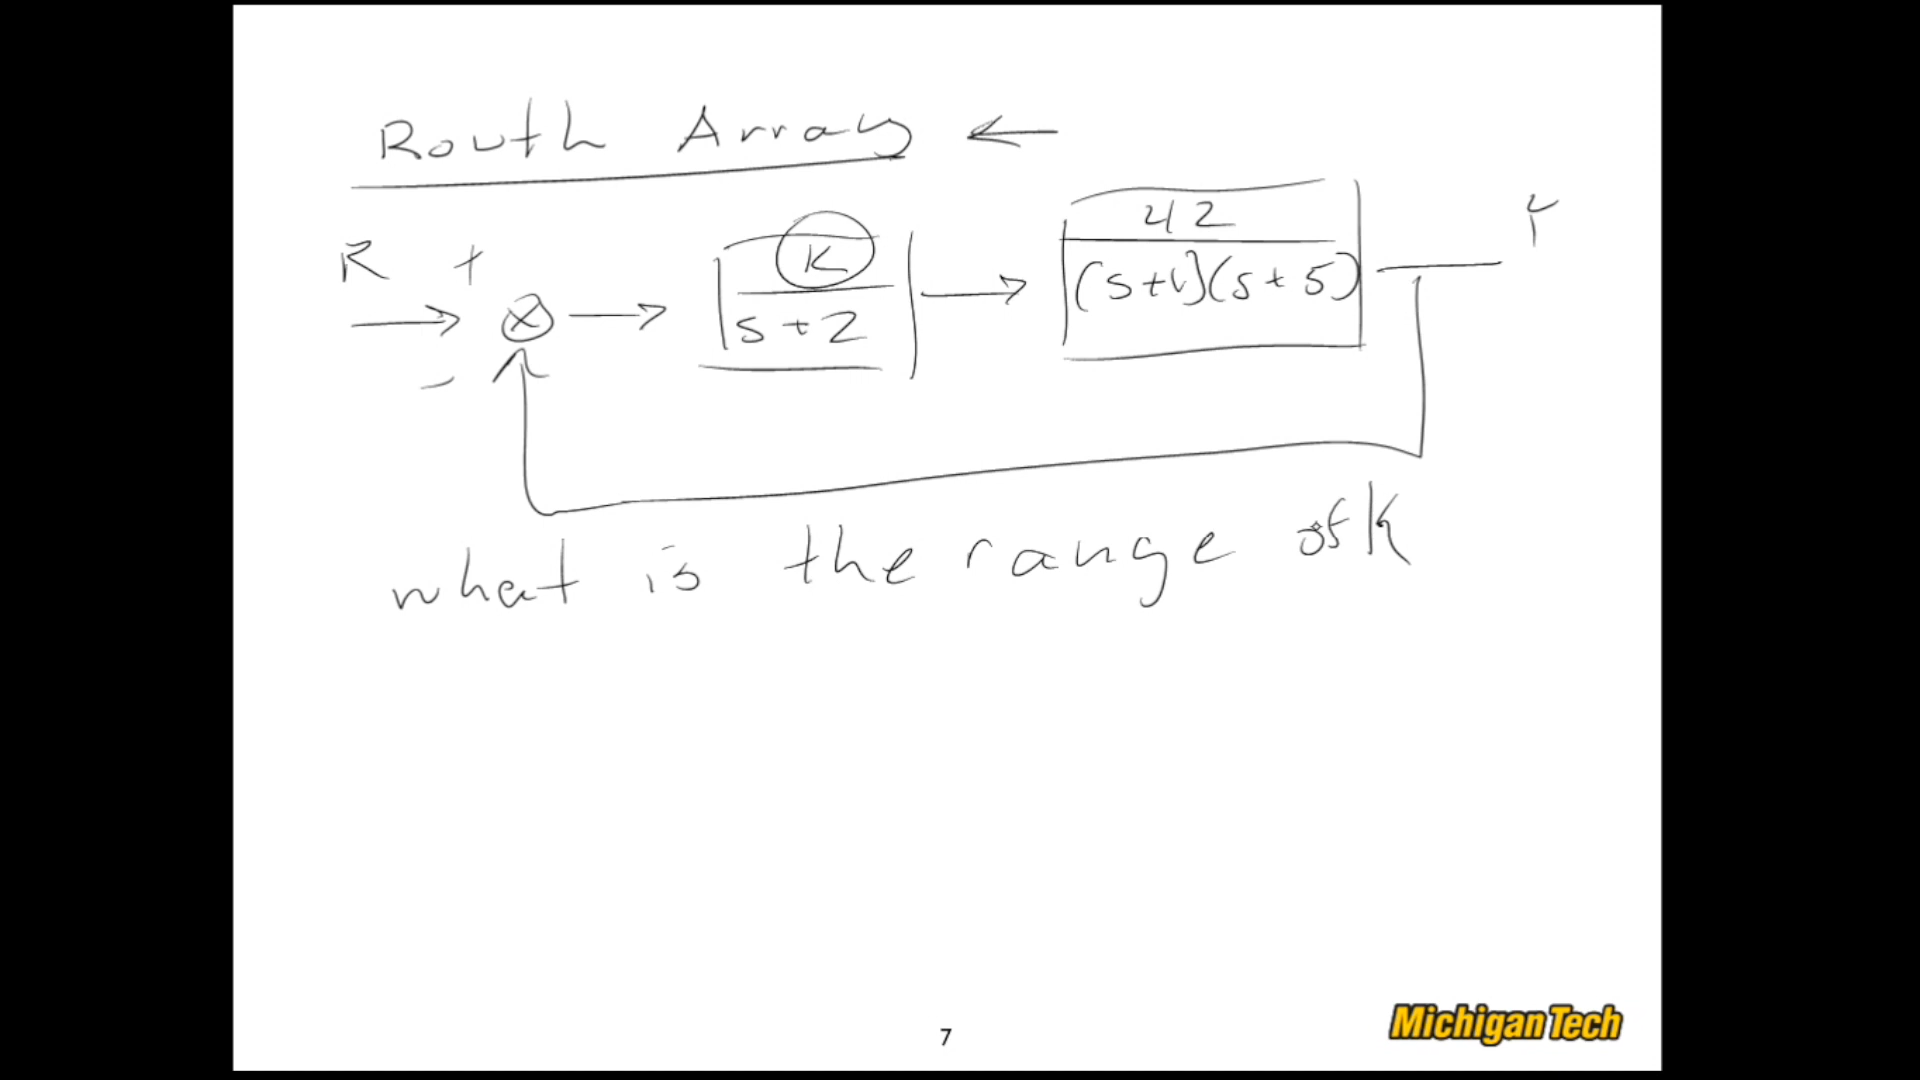 Routh Array ←
R + K 42 Y
s+2 (s+1)(s+5)
-
what is the range of K
7
Michigan Tech